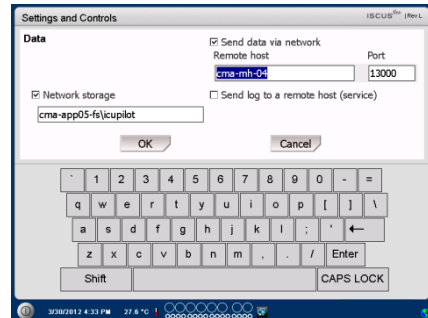 Settings and Controls ISCUSflex |Rev L
Data
Send data via network
Remote host Port
cma-mh-04 13000
Network storage
Send log to a remote host (service)
cma-app05-fs\icupilot
OK Cancel
` 1 2 3 4 5 6 7 8 9 0 - =
q w e r t y u i o p [ ] \
a s d f g h j k l ; ' ←
z x c v b n m , . / Enter
Shift CAPS LOCK
3/30/2012 4:33 PM 27.6 °C